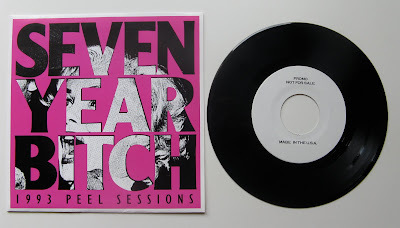 SEVEN
YEAR
BITCH
1993 PEEL SESSIONS
PROMO
NOT FOR SALE
MADE IN THE U.S.A.